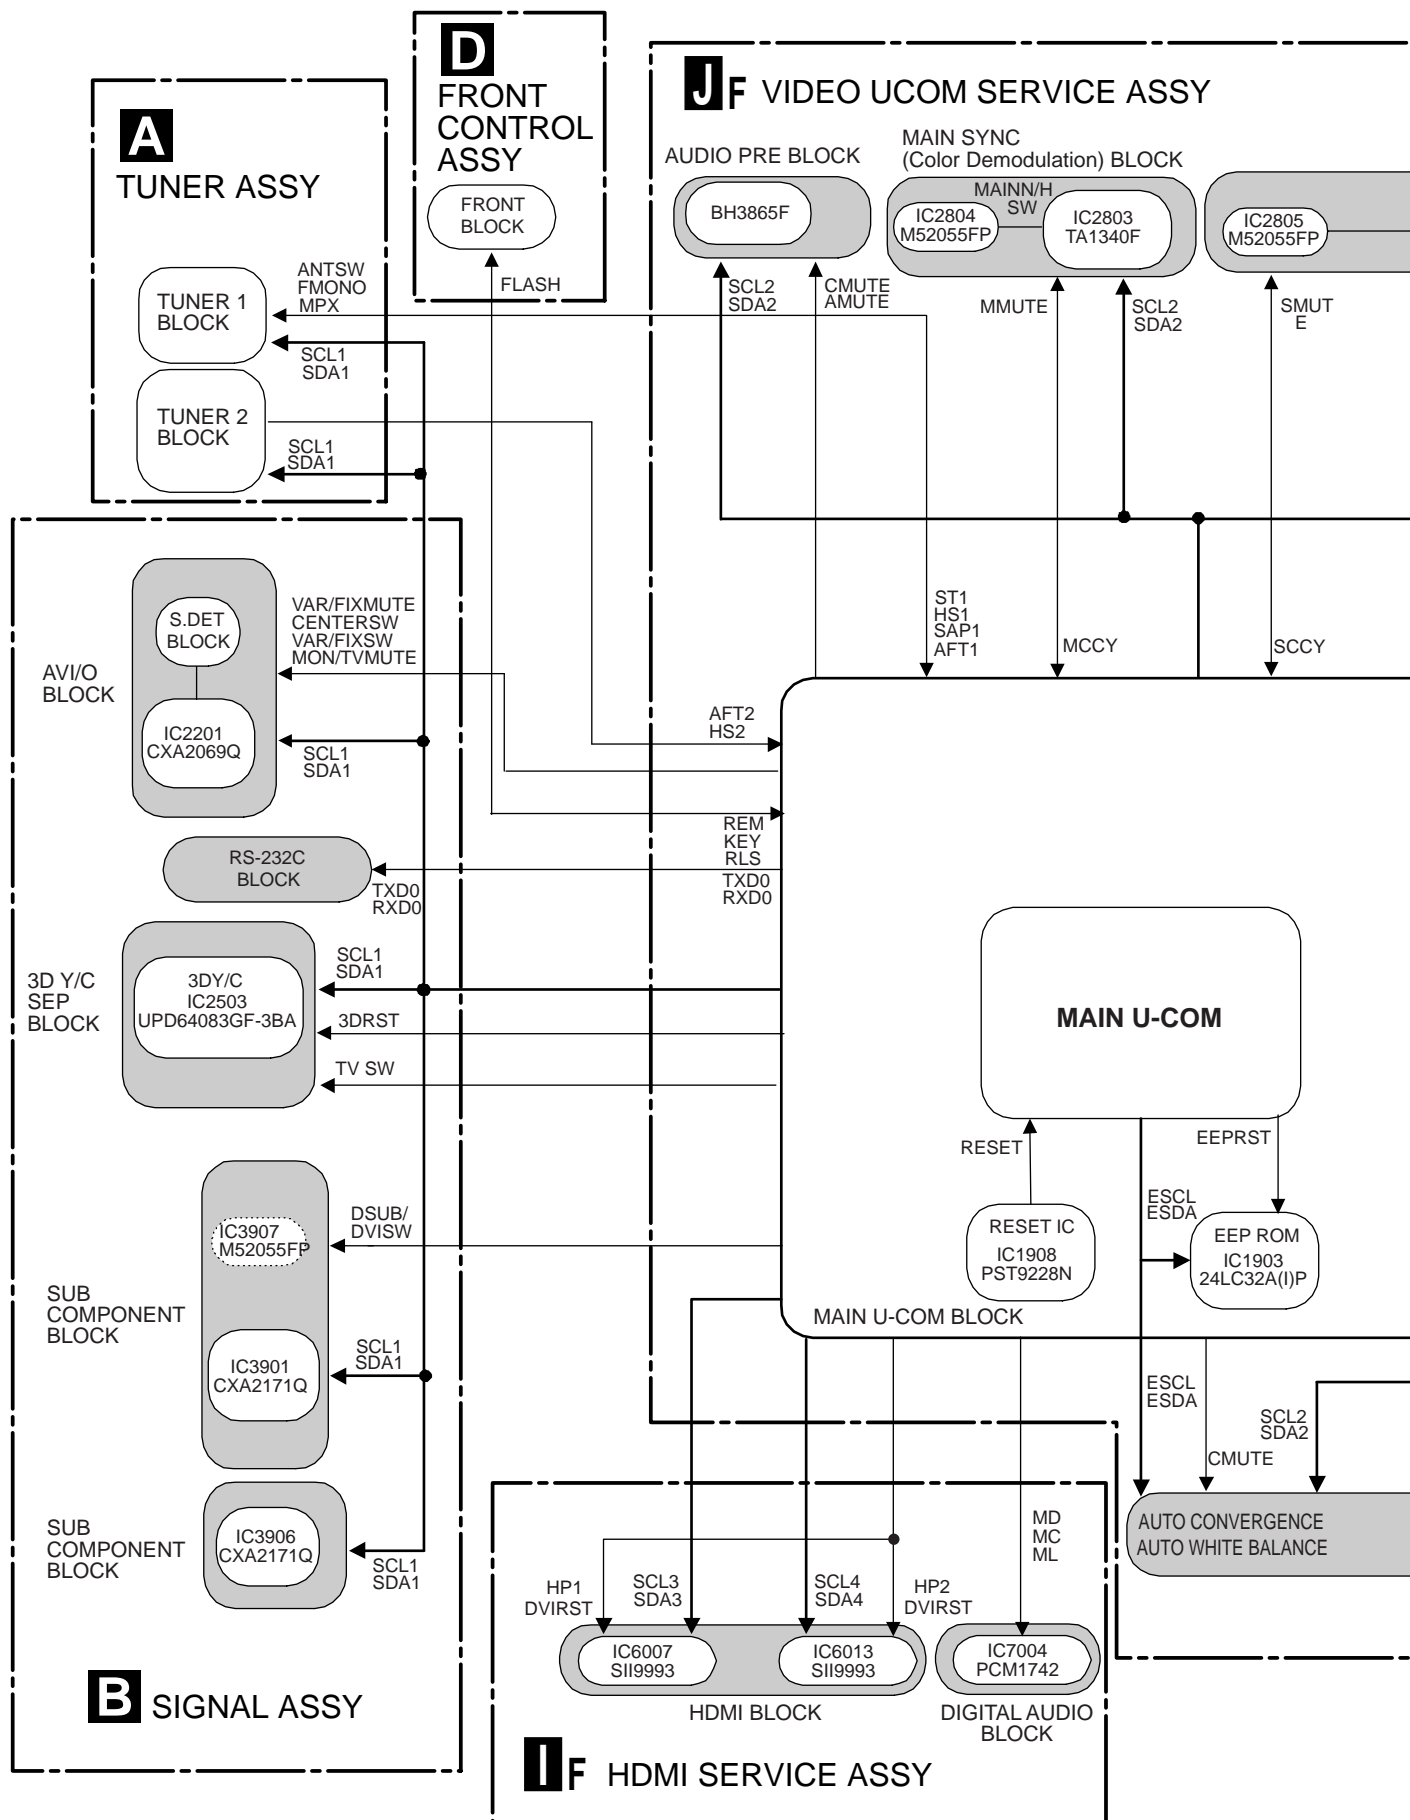 D
FRONT
CONTROL
ASSY
FRONT
BLOCK
FLASH
A
TUNER ASSY
TUNER 1
BLOCK
ANTSW
FMONO
MPX
SCL1
SDA1
TUNER 2
BLOCK
SCL1
SDA1
JF VIDEO UCOM SERVICE ASSY
AUDIO PRE BLOCK
BH3865F
MAIN SYNC
(Color Demodulation) BLOCK
MAINN/H
SW
IC2804
M52055FP
IC2803
TA1340F
IC2805
M52055FP
SCL2
SDA2
CMUTE
AMUTE
MMUTE
SCL2
SDA2
SMUT
E
ST1
HS1
SAP1
AFT1
MCCY
SCCY
AVI/O
BLOCK
S.DET
BLOCK
IC2201
CXA2069Q
VAR/FIXMUTE
CENTERSW
VAR/FIXSW
MON/TVMUTE
SCL1
SDA1
AFT2
HS2
REM
KEY
RLS
TXD0
RXD0
RS-232C
BLOCK
TXD0
RXD0
3D Y/C
SEP
BLOCK
3DY/C
IC2503
UPD64083GF-3BA
SCL1
SDA1
3DRST
TV SW
MAIN U-COM
RESET
EEPRST
ESCL
ESDA
RESET IC
IC1908
PST9228N
EEP ROM
IC1903
24LC32A(I)P
MAIN U-COM BLOCK
SUB
COMPONENT
BLOCK
IC3907
M52055FP
DSUB/
DVISW
IC3901
CXA2171Q
SCL1
SDA1
SUB
COMPONENT
BLOCK
IC3906
CXA2171Q
SCL1
SDA1
B SIGNAL ASSY
ESCL
ESDA
CMUTE
SCL2
SDA2
AUTO CONVERGENCE
AUTO WHITE BALANCE
HP1
DVIRST
SCL3
SDA3
SCL4
SDA4
HP2
DVIRST
MD
MC
ML
IC6007
SII9993
IC6013
SII9993
HDMI BLOCK
IC7004
PCM1742
DIGITAL AUDIO
BLOCK
IF HDMI SERVICE ASSY